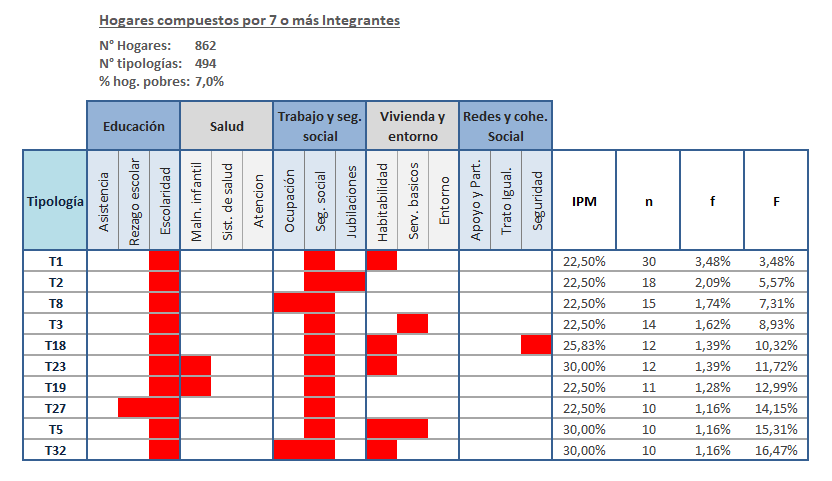 Hogares compuestos por 7 o más Integrantes
N° Hogares: 862
N° tipologías: 494
% hog. pobres: 7,0%
Educación Salud Trabajo y seg. social Vivienda y entorno Redes y cohe. Social
Tipología Asistencia Rezago escolar Escolaridad Maln. infantil Sist. de salud Atencion Ocupación Seg. social Jubilaciones Habitabilidad Serv. basicos Entorno Apoyo y Part. Trato Igual. Seguridad IPM n f F
T1 22,50% 30 3,48% 3,48%
T2 22,50% 18 2,09% 5,57%
T8 22,50% 15 1,74% 7,31%
T3 22,50% 14 1,62% 8,93%
T18 25,83% 12 1,39% 10,32%
T23 30,00% 12 1,39% 11,72%
T19 22,50% 11 1,28% 12,99%
T27 22,50% 10 1,16% 14,15%
T5 30,00% 10 1,16% 15,31%
T32 30,00% 10 1,16% 16,47%